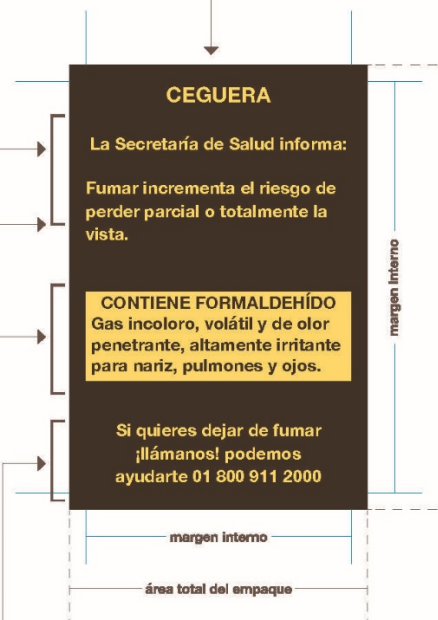 CEGUERA
La Secretaría de Salud informa:
Fumar incrementa el riesgo de
perder parcial o totalmente la
vista.
CONTIENE FORMALDEHÍDO
Gas incoloro, volátil y de olor
penetrante, altamente irritante
para nariz, pulmones y ojos.
Si quieres dejar de fumar
¡llámanos! podemos
ayudarte 01 800 911 2000
margen interno
margen interno
área total del empaque